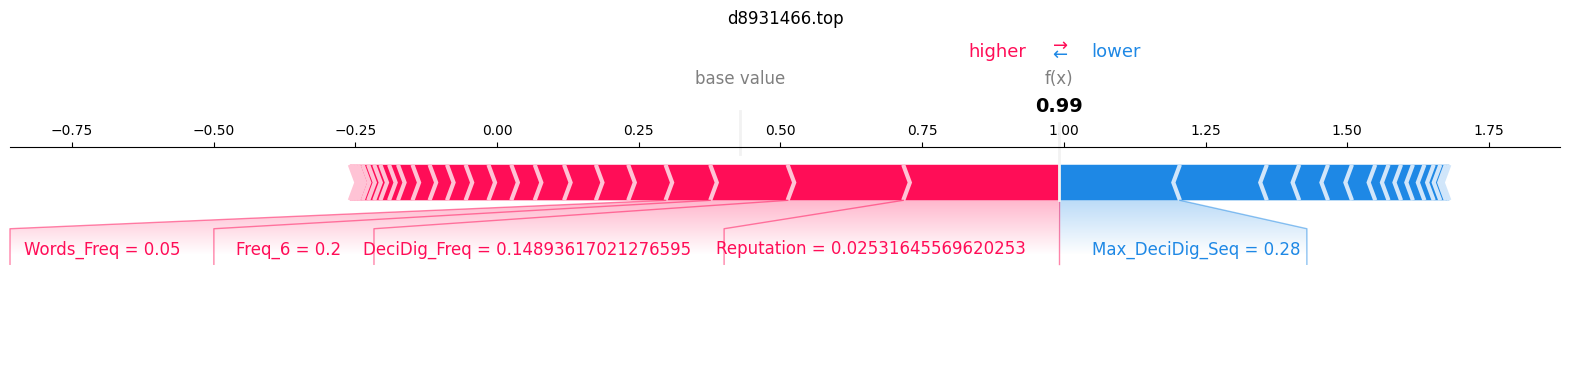 d8931466.top
higher → ← lower
base value f(x)
0.99
−0.75 −0.50 −0.25 0.00 0.25 0.50 0.75 1.00 1.25 1.50 1.75
Words_Freq = 0.05 Freq_6 = 0.2 DeciDig_Freq = 0.14893617021276595 Reputation = 0.02531645569620253 Max_DeciDig_Seq = 0.28